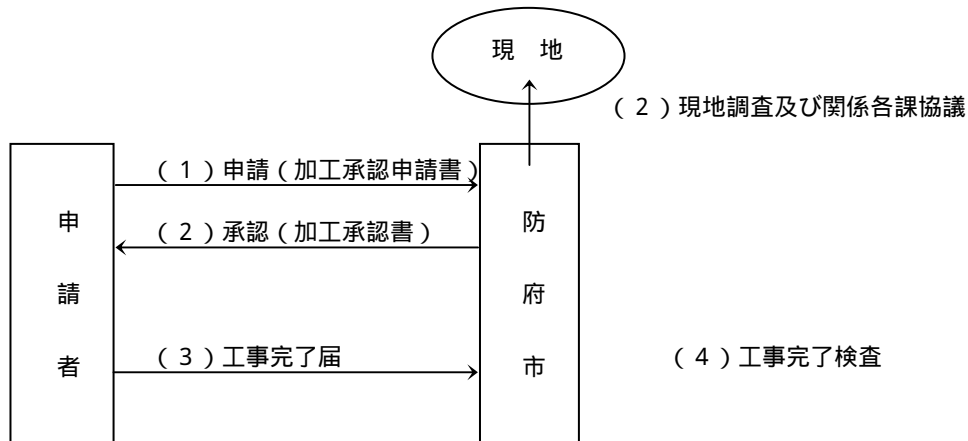 現　地
（２）現地調査及び関係各課協議
（１）申請（加工承認申請書）
（２）承認（加工承認書）
（３）工事完了届
（４）工事完了検査
申請者
防府市